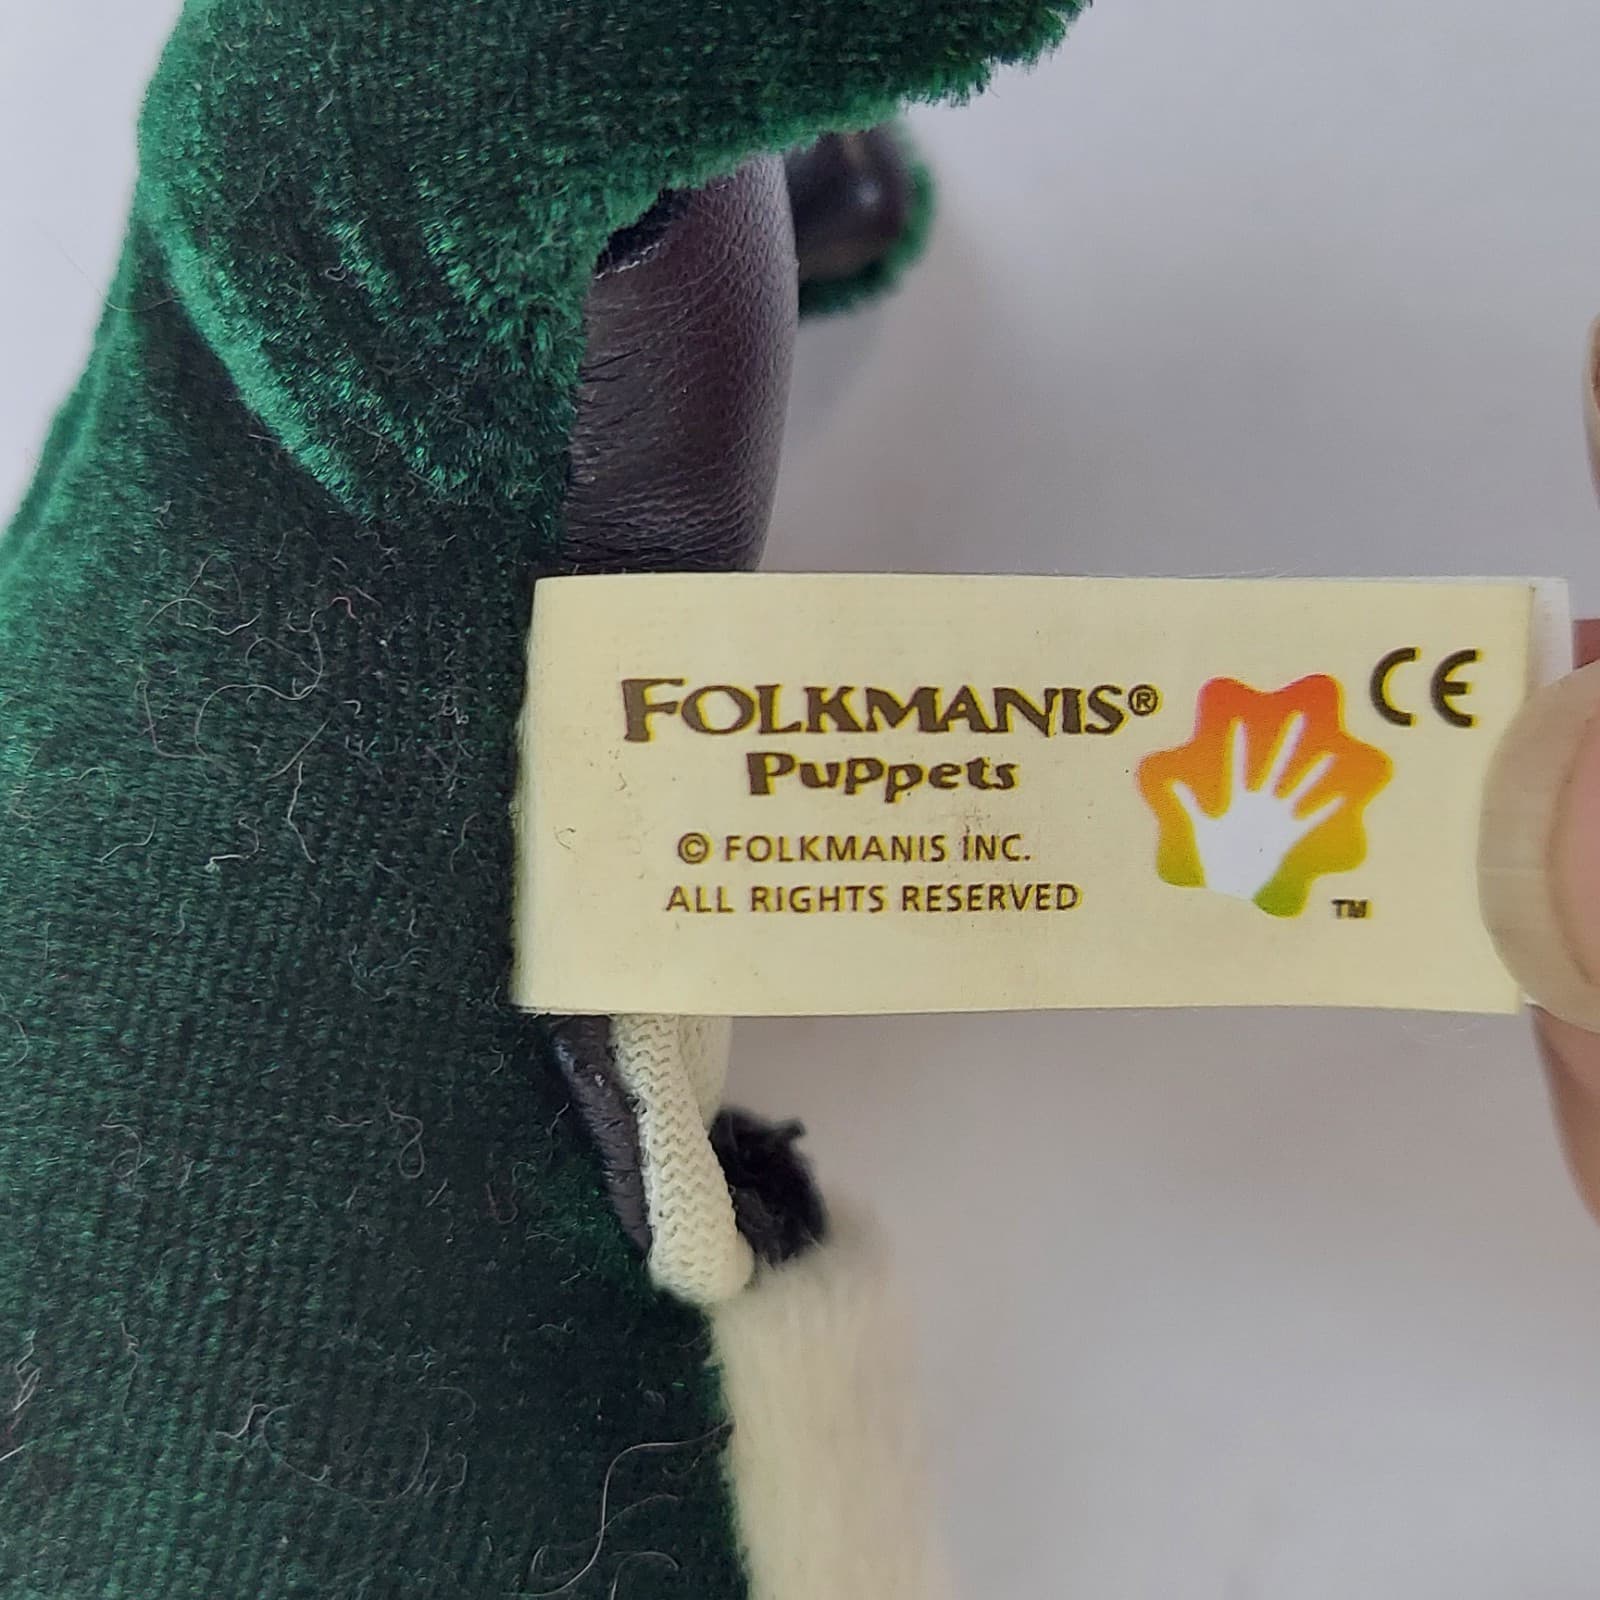 FOLKMANIS®
Puppets
© FOLKMANIS INC.
ALL RIGHTS RESERVED
CE
TM